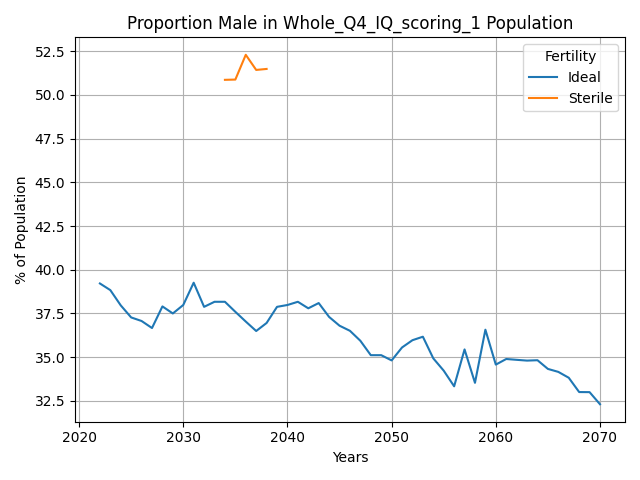 Proportion Male in Whole_Q4_IQ_scoring_1 Population
Fertility
Ideal
Sterile
% of Population
52.5
50.0
47.5
45.0
42.5
40.0
37.5
35.0
32.5
2020 2030 2040 2050 2060 2070
Years